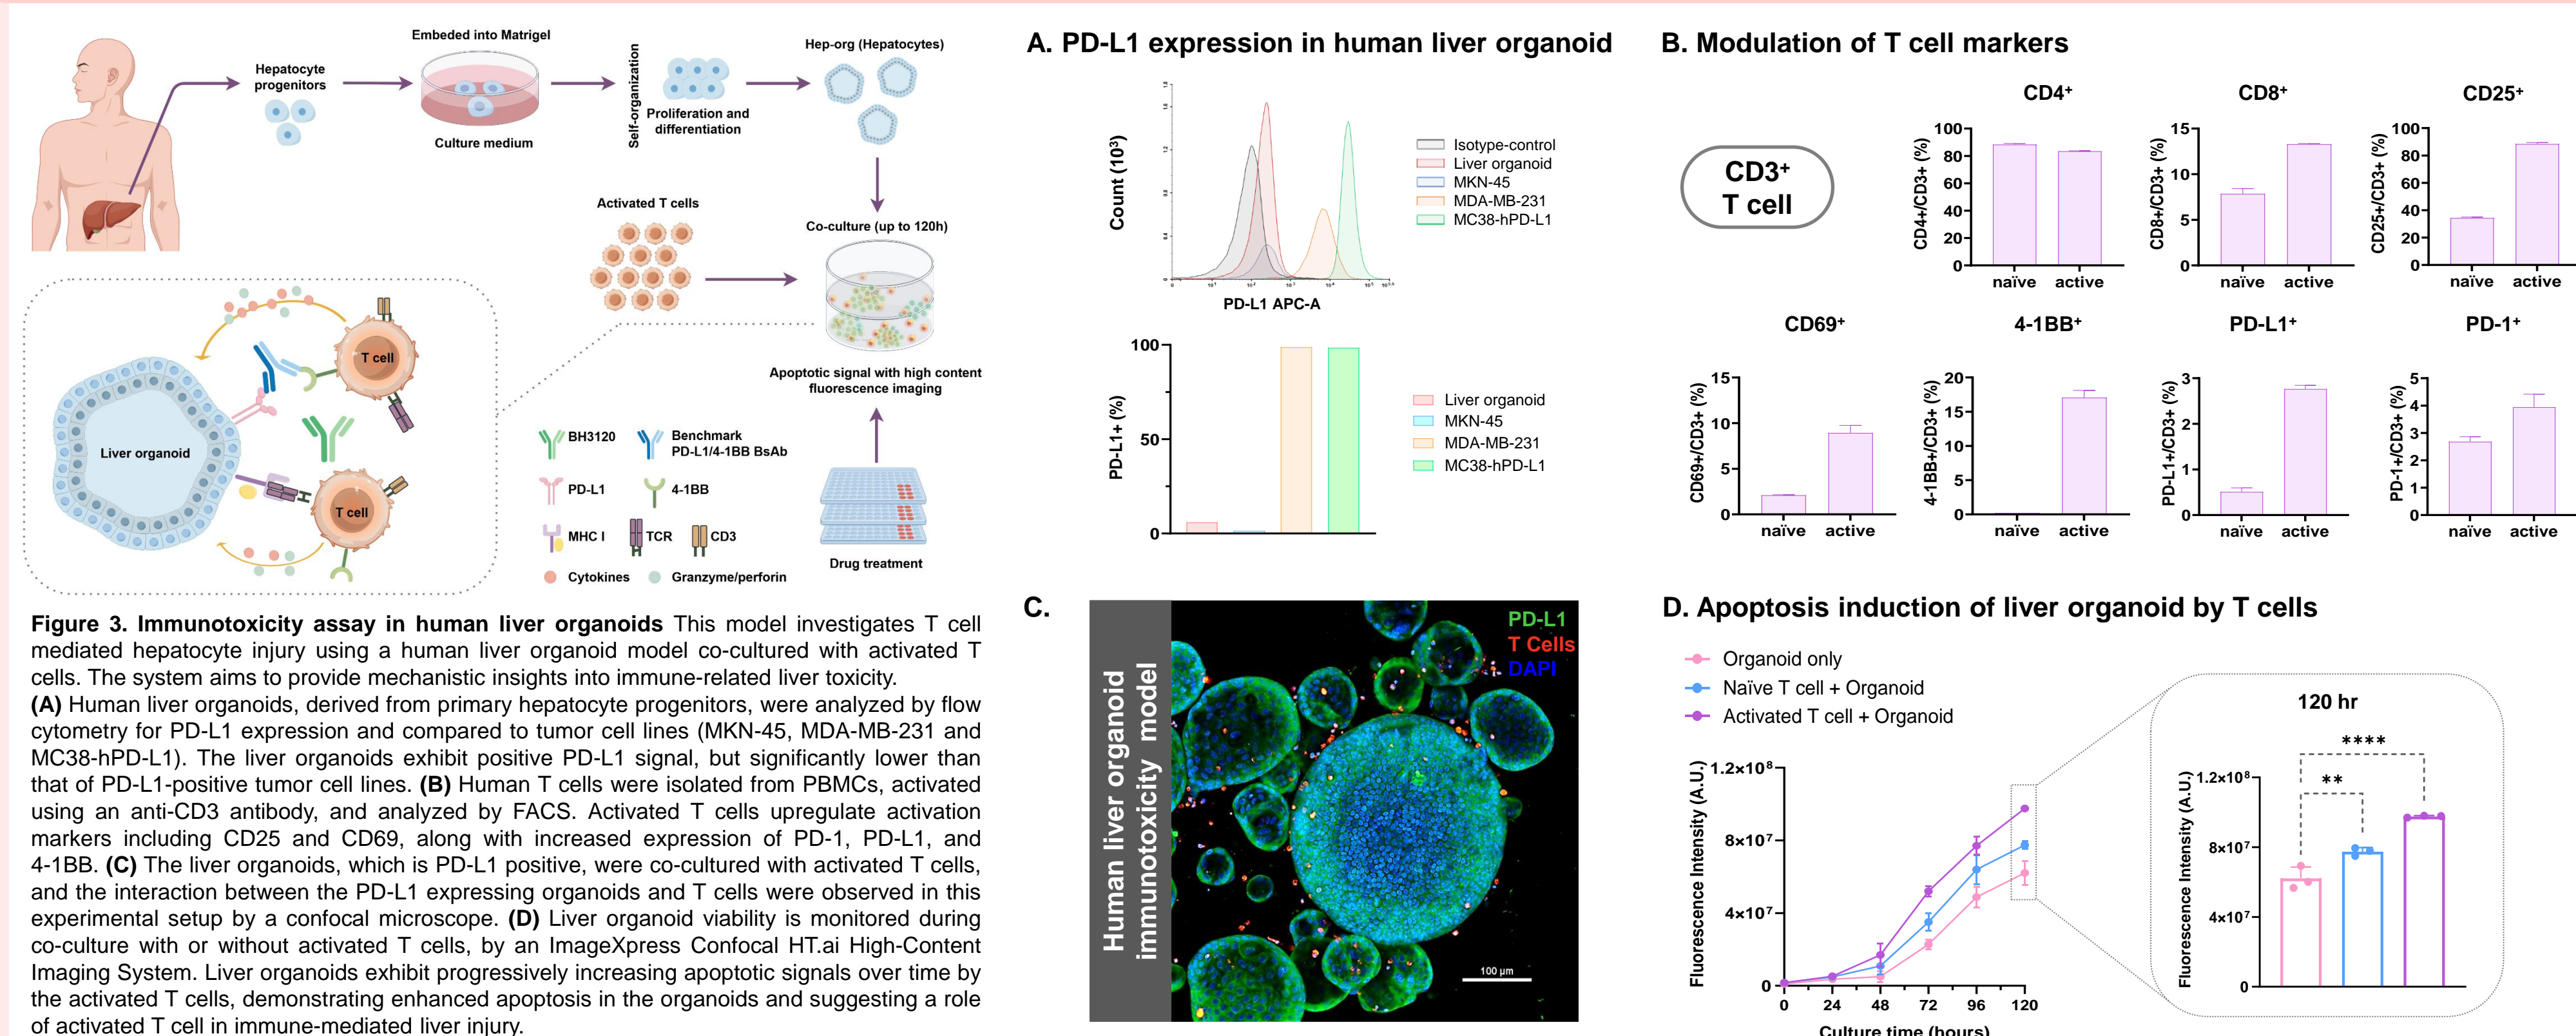 Embeded into Matrigel
Hepatocyte
progenitors
Culture medium
Self-organization
Proliferation and
differentiation
Hep-org (Hepatocytes)
Activated T cells
Co-culture (up to 120h)
Apoptotic signal with high content
fluorescence imaging
Drug treatment
T cell
Liver organoid
T cell
BH3120
Benchmark
PD-L1/4-1BB BsAb
PD-L1
4-1BB
MHC I
TCR
CD3
Cytokines
Granzyme/perforin
Figure 3. Immunotoxicity assay in human liver organoids This model investigates T cell
mediated hepatocyte injury using a human liver organoid model co-cultured with activated T
cells. The system aims to provide mechanistic insights into immune-related liver toxicity.
(A) Human liver organoids, derived from primary hepatocyte progenitors, were analyzed by flow
cytometry for PD-L1 expression and compared to tumor cell lines (MKN-45, MDA-MB-231 and
MC38-hPD-L1). The liver organoids exhibit positive PD-L1 signal, but significantly lower than
that of PD-L1-positive tumor cell lines. (B) Human T cells were isolated from PBMCs, activated
using an anti-CD3 antibody, and analyzed by FACS. Activated T cells upregulate activation
markers including CD25 and CD69, along with increased expression of PD-1, PD-L1, and
4-1BB. (C) The liver organoids, which is PD-L1 positive, were co-cultured with activated T cells,
and the interaction between the PD-L1 expressing organoids and T cells were observed in this
experimental setup by a confocal microscope. (D) Liver organoid viability is monitored during
co-culture with or without activated T cells, by an ImageXpress Confocal HT.ai High-Content
Imaging System. Liver organoids exhibit progressively increasing apoptotic signals over time by
the activated T cells, demonstrating enhanced apoptosis in the organoids and suggesting a role
of activated T cell in immune-mediated liver injury.
A. PD-L1 expression in human liver organoid
Count (10³)
PD-L1 APC-A
Isotype-control
Liver organoid
MKN-45
MDA-MB-231
MC38-hPD-L1
PD-L1+ (%)
100
50
0
Liver organoid
MKN-45
MDA-MB-231
MC38-hPD-L1
B. Modulation of T cell markers
CD3⁺
T cell
CD4⁺
CD4+/CD3+ (%)
100
80
60
40
20
0
naïve active
CD8⁺
CD8+/CD3+ (%)
15
10
5
0
naïve active
CD25⁺
CD25+/CD3+ (%)
100
80
60
40
20
0
naïve active
CD69⁺
CD69+/CD3+ (%)
15
10
5
0
naïve active
4-1BB⁺
4-1BB+/CD3+ (%)
20
15
10
5
0
naïve active
PD-L1⁺
PD-L1+/CD3+ (%)
3
2
1
0
naïve active
PD-1⁺
PD-1+/CD3+ (%)
5
4
3
2
1
0
naïve active
C.
Human liver organoid
immunotoxicity model
PD-L1
T Cells
DAPI
100 µm
D. Apoptosis induction of liver organoid by T cells
Organoid only
Naïve T cell + Organoid
Activated T cell + Organoid
Fluorescence Intensity (A.U.)
1.2×10⁸
8×10⁷
4×10⁷
0
0 24 48 72 96 120
Culture time (hours)
120 hr
****
**
Fluorescence Intensity (A.U)
1.2×10⁸
8×10⁷
4×10⁷
0